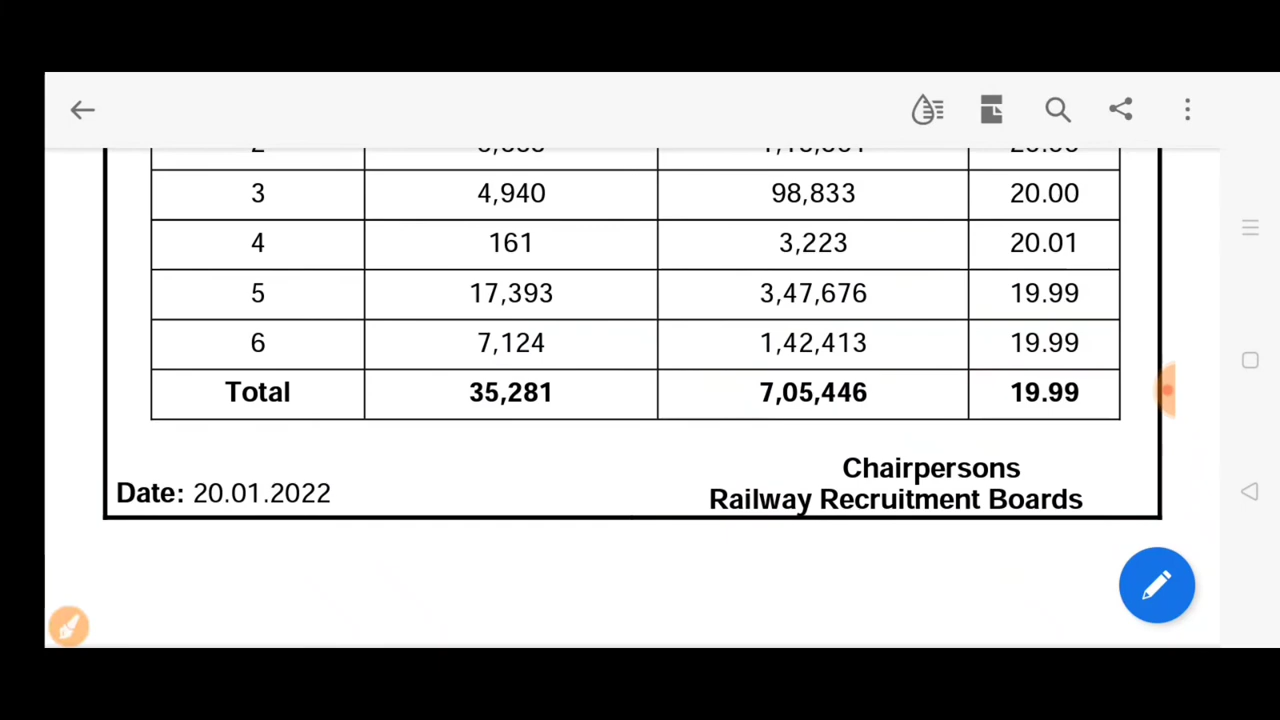 3 4,940 98,833 20.00
4 161 3,223 20.01
5 17,393 3,47,676 19.99
6 7,124 1,42,413 19.99
Total 35,281 7,05,446 19.99
Chairpersons
Date: 20.01.2022 Railway Recruitment Boards